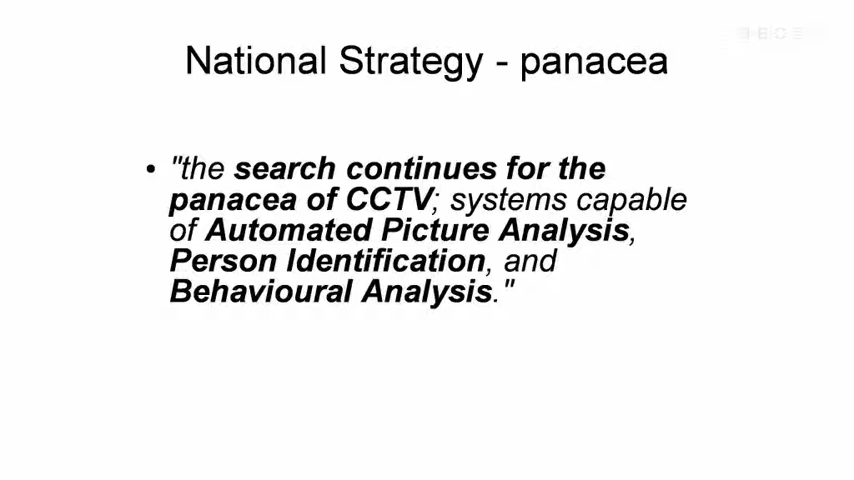 National Strategy - panacea
• "the search continues for the
panacea of CCTV; systems capable
of Automated Picture Analysis,
Person Identification, and
Behavioural Analysis."